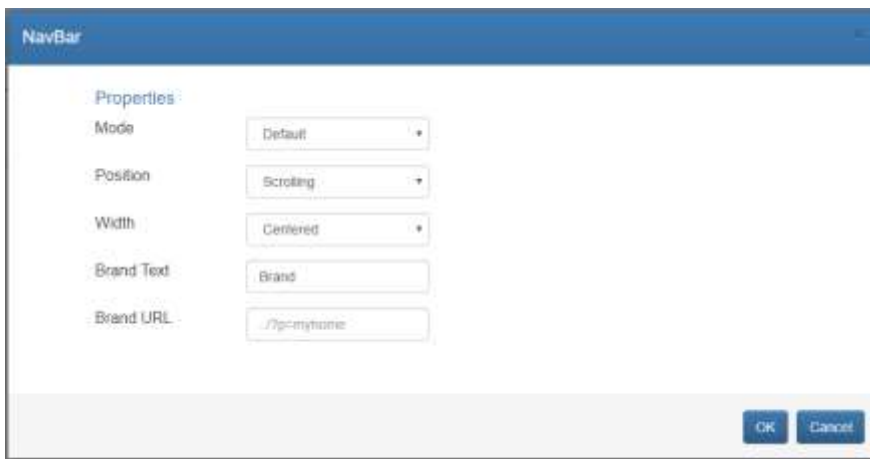 NavBar
Properties
Mode Default
Position Scrolling
Width Centered
Brand Text Brand
Brand URL ./?p=myhome
OK Cancel